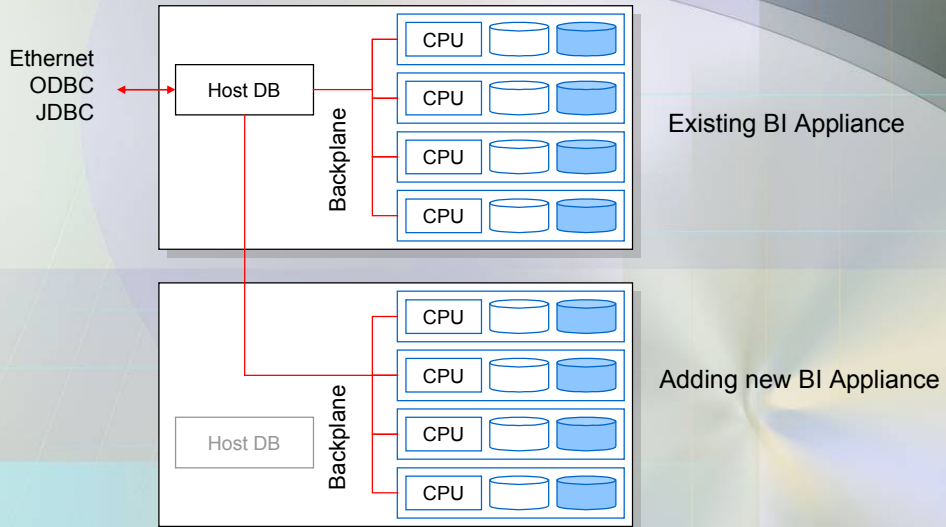 Ethernet
ODBC
JDBC
Host DB
Backplane
CPU
CPU
CPU
CPU
Existing BI Appliance
Host DB
Backplane
CPU
CPU
CPU
CPU
Adding new BI Appliance